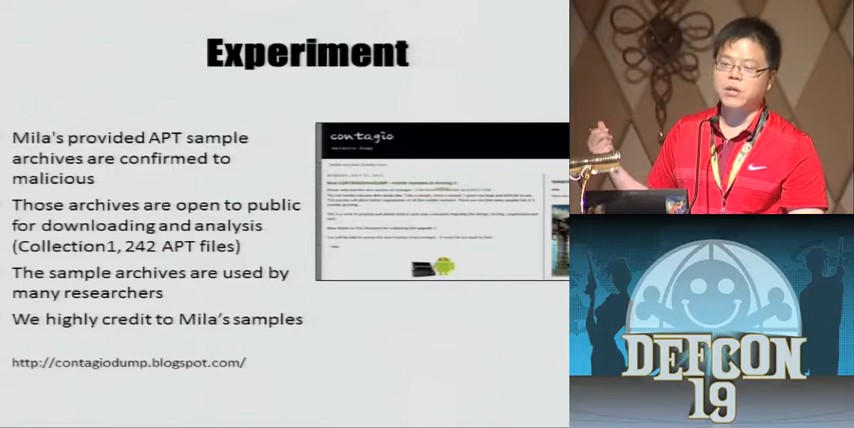 Experiment
Mila's provided APT sample
archives are confirmed to
malicious
Those archives are open to public
for downloading and analysis
(Collection1, 242 APT files)
The sample archives are used by
many researchers
We highly credit to Mila's samples
http://contagiodump.blogspot.com/
contagio
malware dump
DEFCON
19